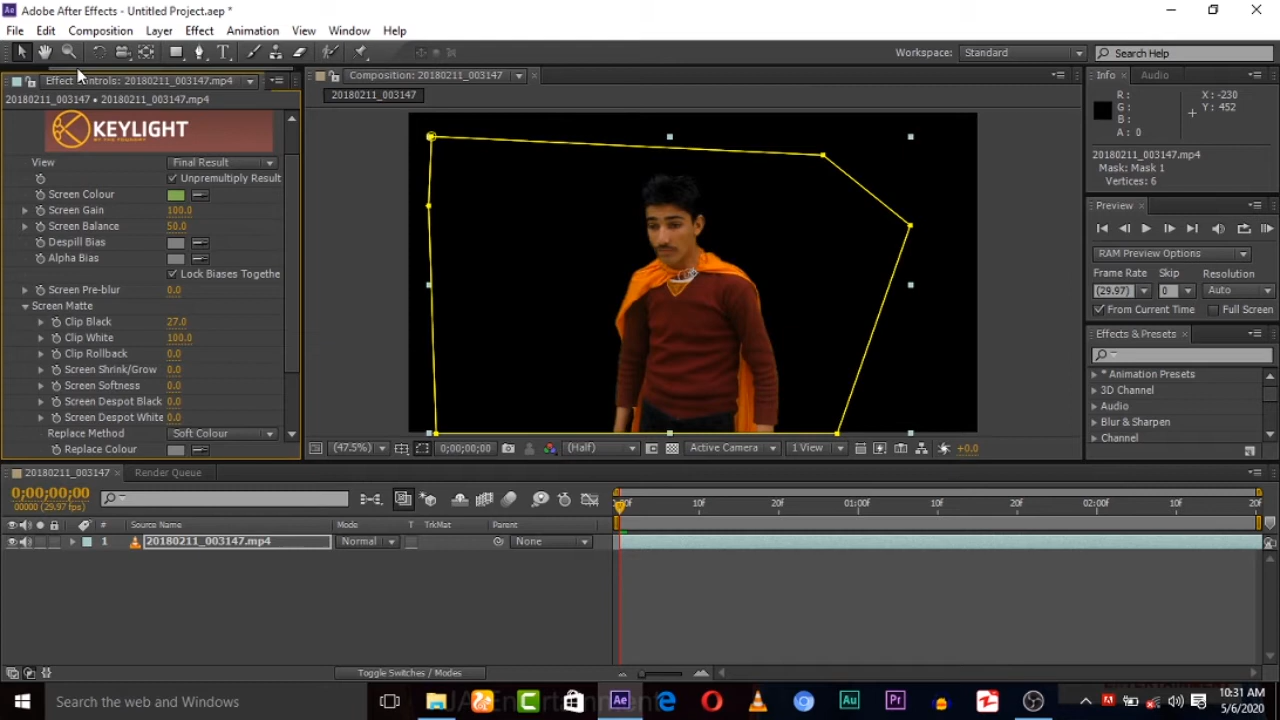 Adobe After Effects - Untitled Project.aep *
File Edit Composition Layer Effect Animation View Window Help
Workspace: Standard Search Help
Effect Controls: 20180211_003147.mp4
20180211_003147 • 20180211_003147.mp4
KEYLIGHT
BY THE FOUNDRY
View Final Result
Unpremultiply Result
Screen Colour
Screen Gain 100.0
Screen Balance 50.0
Despill Bias
Alpha Bias
Lock Biases Togethe
Screen Pre-blur 0.0
Screen Matte
Clip Black 27.0
Clip White 100.0
Clip Rollback 0.0
Screen Shrink/Grow 0.0
Screen Softness 0.0
Screen Despot Black 0.0
Screen Despot White 0.0
Replace Method Soft Colour
Replace Colour
Composition: 20180211_003147
20180211_003147
(47.5%) 0;00;00;00 (Half) Active Camera 1 View +0.0
Info Audio
R: X: -230
G: Y: 452
B:
A: 0
20180211_003147.mp4
Mask: Mask 1
Vertices: 6
Preview
RAM Preview Options
Frame Rate Skip Resolution
(29.97) 0 Auto
From Current Time Full Screen
Effects & Presets
* Animation Presets
3D Channel
Audio
Blur & Sharpen
Channel
20180211_003147 Render Queue
0;00;00;00
00000 (29.97 fps)
# Source Name Mode T TrkMat Parent
1 20180211_003147.mp4 Normal None
:00f 10f 20f 01:00f 10f 20f 02:00f 10f 20f
Toggle Switches / Modes
Search the web and Windows
10:31 AM
5/6/2020